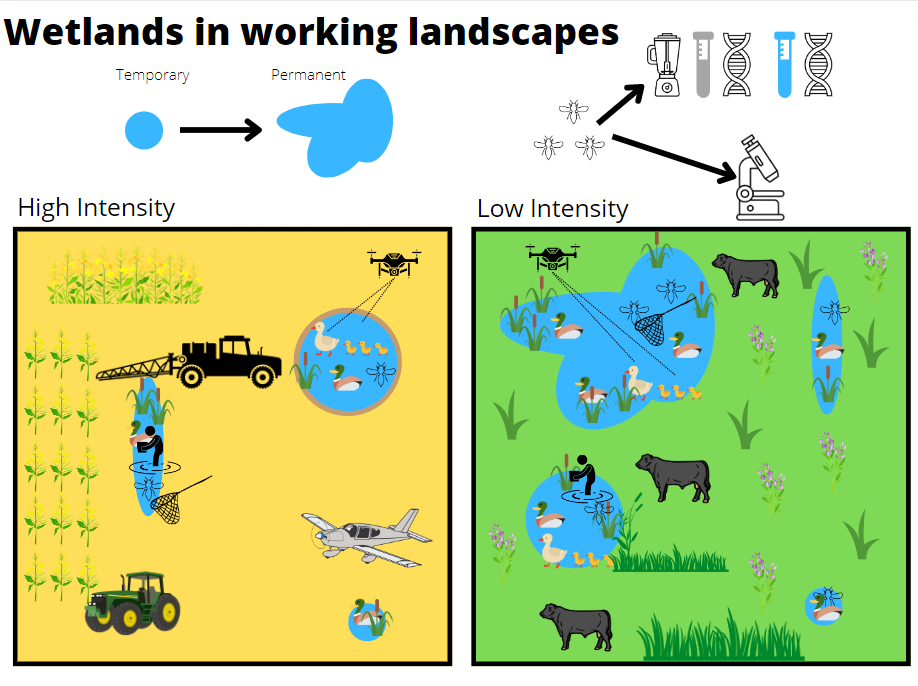 Wetlands in working landscapes
Temporary
Permanent
High Intensity
Low Intensity